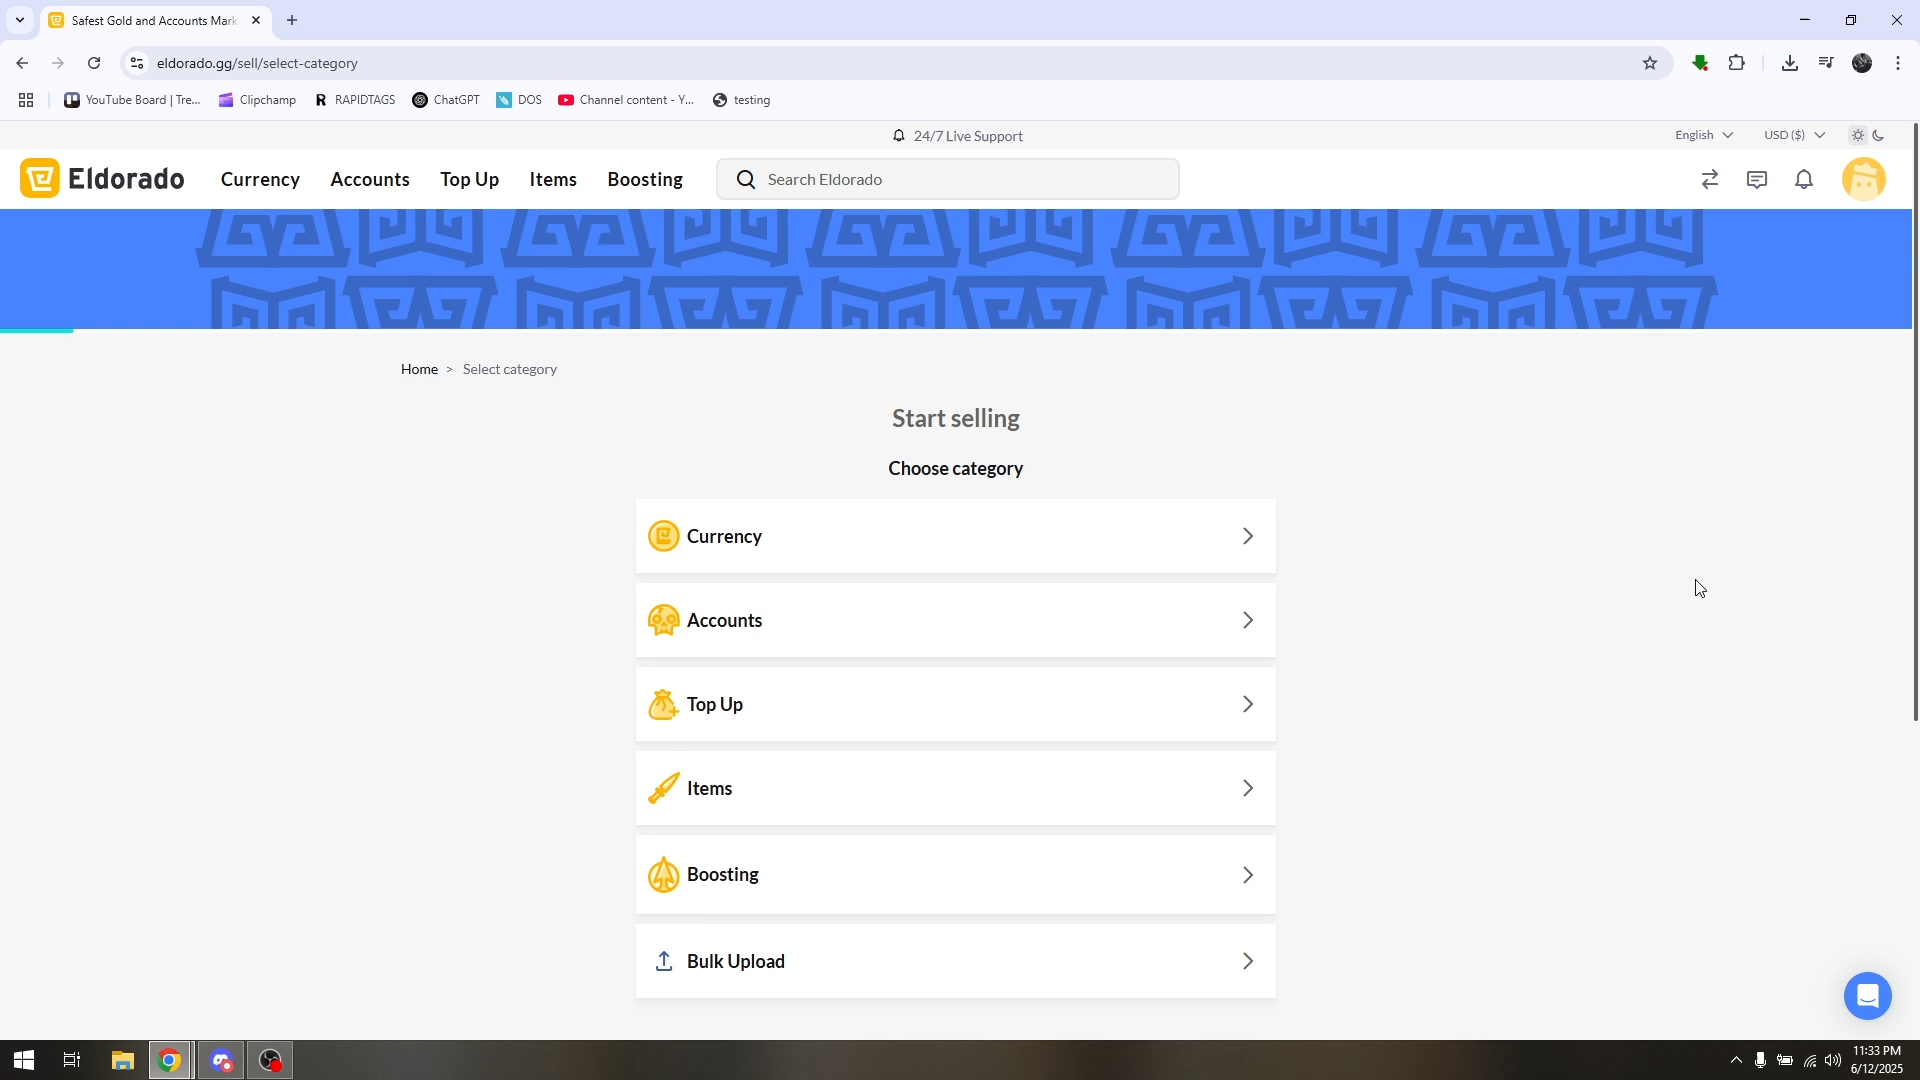 Safest Gold and Accounts Mark
eldorado.gg/sell/select-category
YouTube Board | Tre...
Clipchamp
RAPIDTAGS
ChatGPT
DOS
Channel content - Y...
testing
24/7 Live Support
English
USD ($)
Eldorado
Currency
Accounts
Top Up
Items
Boosting
Search Eldorado
Home > Select category
Start selling
Choose category
Currency
Accounts
Top Up
Items
Boosting
Bulk Upload
11:33 PM
6/12/2025